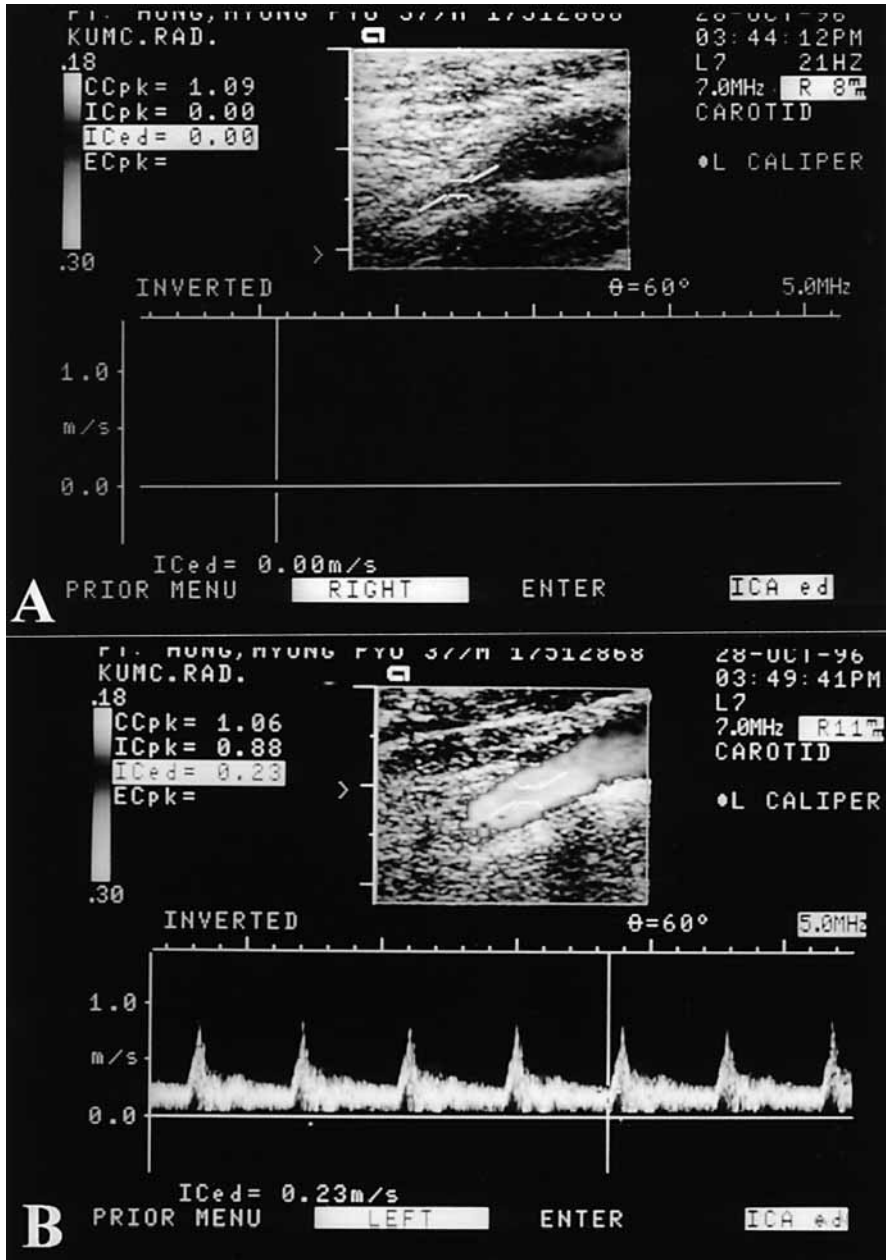 28-OCT-96
KUMC.RAD.
03:44:12PM
.18
L7 21HZ
CCpk= 1.09
7.0MHz R 8mm
ICpk= 0.00
CAROTID
ICed= 0.00
ECpk=
•L CALIPER
.30
INVERTED θ=60° 5.0MHz
1.0
m/s
0.0
ICed= 0.00m/s
A PRIOR MENU RIGHT ENTER ICA ed
28-OCT-96
KUMC.RAD.
03:49:41PM
.18
L7
CCpk= 1.06
7.0MHz R11mm
ICpk= 0.88
CAROTID
ICed= 0.23
ECpk=
•L CALIPER
.30
INVERTED θ=60° 5.0MHz
1.0
m/s
0.0
ICed= 0.23m/s
B PRIOR MENU LEFT ENTER ICA ed